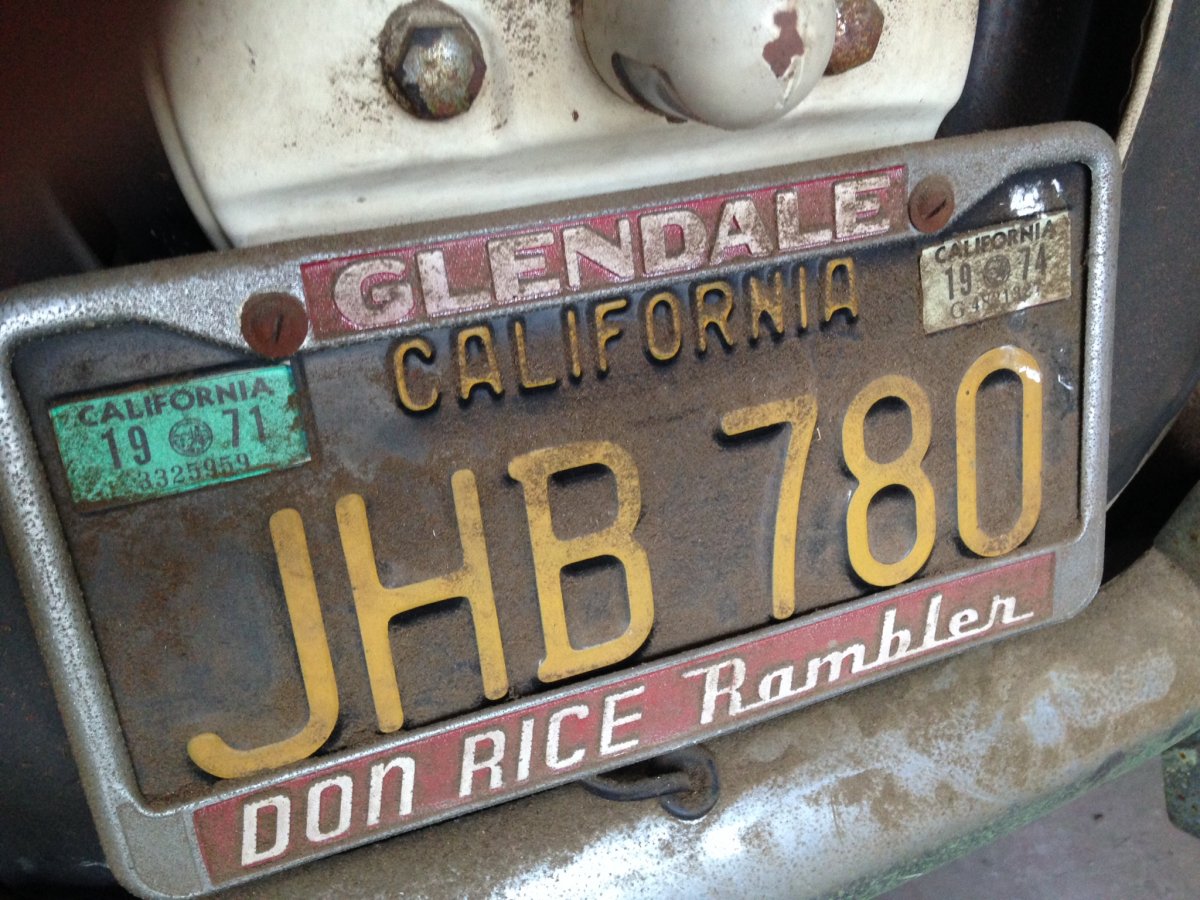 GLENDALE
CALIFORNIA
CALIFORNIA
19 74
CALIFORNIA
19 71
3325959
JHB 780
DON RICE Rambler